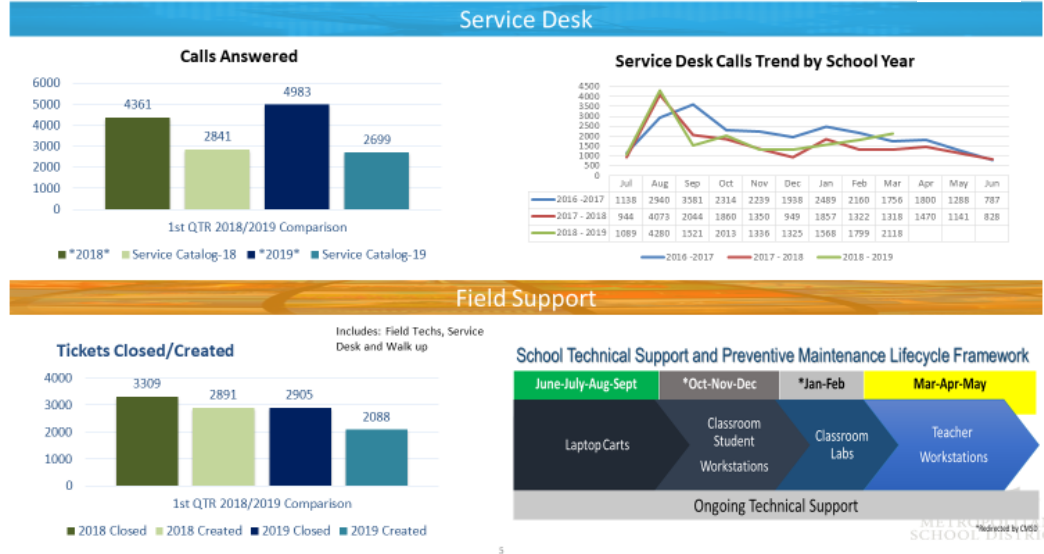 Service Desk
Calls Answered
6000
5000
4000
3000
2000
1000
0
4361
2841
4983
2699
1st QTR 2018/2019 Comparison
*2018* Service Catalog-18 *2019* Service Catalog-19
Service Desk Calls Trend by School Year
4500
4000
3500
3000
2500
2000
1500
1000
500
0
Jul Aug Sep Oct Nov Dec Jan Feb Mar Apr May Jun
2016 -2017 1138 2940 3581 2314 2239 1938 2489 2160 1756 1800 1288 787
2017 - 2018 944 4073 2044 1860 1350 949 1857 1322 1318 1470 1141 828
2018 - 2019 1089 4280 1521 2013 1336 1325 1568 1799 2118
2016 -2017 2017 - 2018 2018 - 2019
Field Support
Includes: Field Techs, Service
Desk and Walk up
Tickets Closed/Created
4000
3000
2000
1000
0
3309
2891
2905
2088
1st QTR 2018/2019 Comparison
2018 Closed 2018 Created 2019 Closed 2019 Created
School Technical Support and Preventive Maintenance Lifecycle Framework
June-July-Aug-Sept *Oct-Nov-Dec *Jan-Feb Mar-Apr-May
Laptop Carts
Classroom
Student
Workstations
Classroom
Labs
Teacher
Workstations
Ongoing Technical Support
*Redirected by CMSD
SCHOOL
5